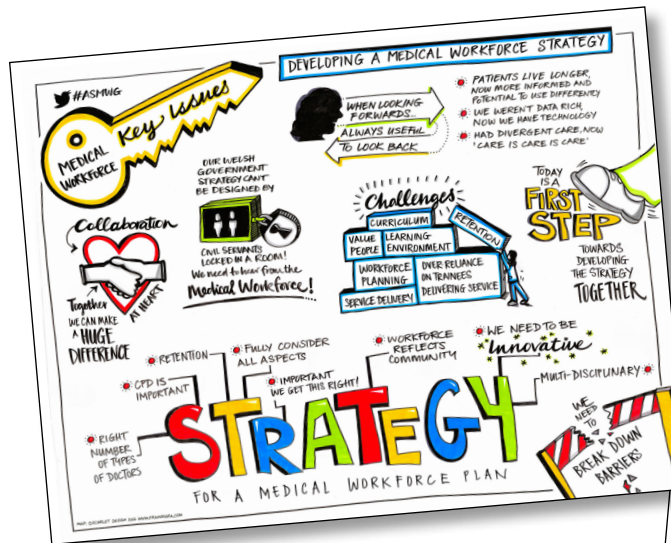 #ASMWG
MEDICAL
WORKFORCE
Key Issues
DEVELOPING A MEDICAL WORKFORCE STRATEGY
WHEN LOOKING
FORWARDS...
ALWAYS USEFUL
TO LOOK BACK
PATIENTS LIVE LONGER,
NOW MORE INFORMED AND
POTENTIAL TO USE DIFFERENTLY
WE WEREN'T DATA RICH,
NOW WE HAVE TECHNOLOGY
HAD DIVERGENT CARE, NOW
'CARE IS CARE IS CARE'
Collaboration
Together
WE CAN MAKE
A HUGE
DIFFERENCE
AT HEART
OUR WELSH
GOVERNMENT
STRATEGY CAN'T
BE DESIGNED BY
CIVIL SERVANTS
LOCKED IN A ROOM!
We need to hear from the
Medical Workforce!
Challenges
CURRICULUM
RETENTION
VALUE
PEOPLE
LEARNING
ENVIRONMENT
WORKFORCE
PLANNING
OVER RELIANCE
ON TRAINEES
DELIVERING SERVICE
SERVICE DELIVERY
TODAY
IS A
FIRST
STEP
TOWARDS
DEVELOPING
THE STRATEGY
TOGETHER
RETENTION
CPD IS
IMPORTANT
RIGHT
NUMBER
OF TYPES
OF DOCTORS
FULLY CONSIDER
ALL ASPECTS
IMPORTANT
WE GET THIS RIGHT!
WORKFORCE
REFLECTS
COMMUNITY
WE NEED TO BE
Innovative
MULTI-DISCIPLINARY
STRATEGY
FOR A MEDICAL WORKFORCE PLAN
WE
NEED
TO
BREAK DOWN
BARRIERS